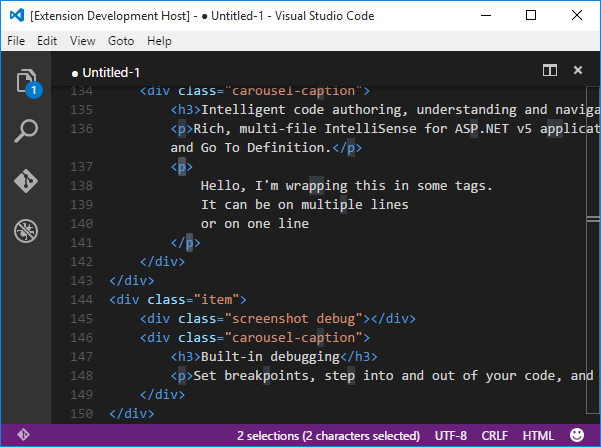 [Extension Development Host] - ● Untitled-1 - Visual Studio Code
File Edit View Goto Help
1
● Untitled-1
134 <div class="carousel-caption">
135 <h3>Intelligent code authoring, understanding and naviga
136 <p>Rich, multi-file IntelliSense for ASP.NET v5 applicat
and Go To Definition.</p>
137 <p>
138 Hello, I'm wrapping this in some tags.
139 It can be on multiple lines
140 or on one line
141 </p>
142 </div>
143 </div>
144 <div class="item">
145 <div class="screenshot debug"></div>
146 <div class="carousel-caption">
147 <h3>Built-in debugging</h3>
148 <p>Set breakpoints, step into and out of your code, and
149 </div>
150 </div>
2 selections (2 characters selected) UTF-8 CRLF HTML